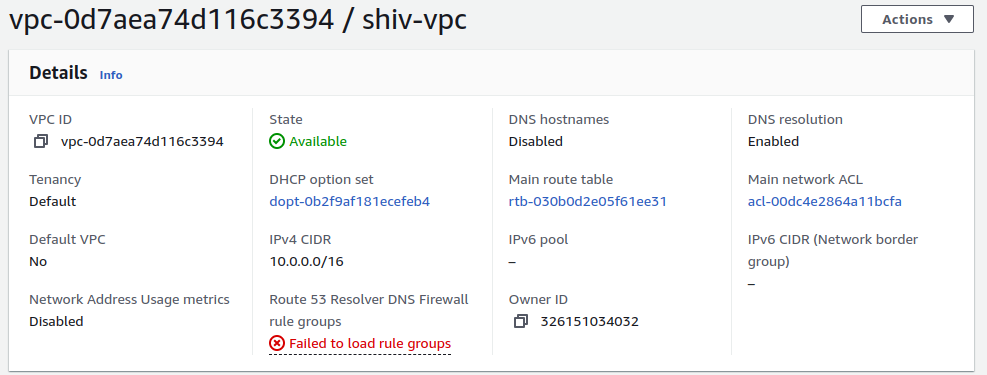 vpc-0d7aea74d116c3394 / shiv-vpc
Actions
Details Info
VPC ID
vpc-0d7aea74d116c3394
State
Available
DNS hostnames
Disabled
DNS resolution
Enabled
Tenancy
Default
DHCP option set
dopt-0b2f9af181ecefeb4
Main route table
rtb-030b0d2e05f61ee31
Main network ACL
acl-00dc4e2864a11bcfa
Default VPC
No
IPv4 CIDR
10.0.0.0/16
IPv6 pool
–
IPv6 CIDR (Network border
group)
–
Network Address Usage metrics
Disabled
Route 53 Resolver DNS Firewall
rule groups
Failed to load rule groups
Owner ID
326151034032